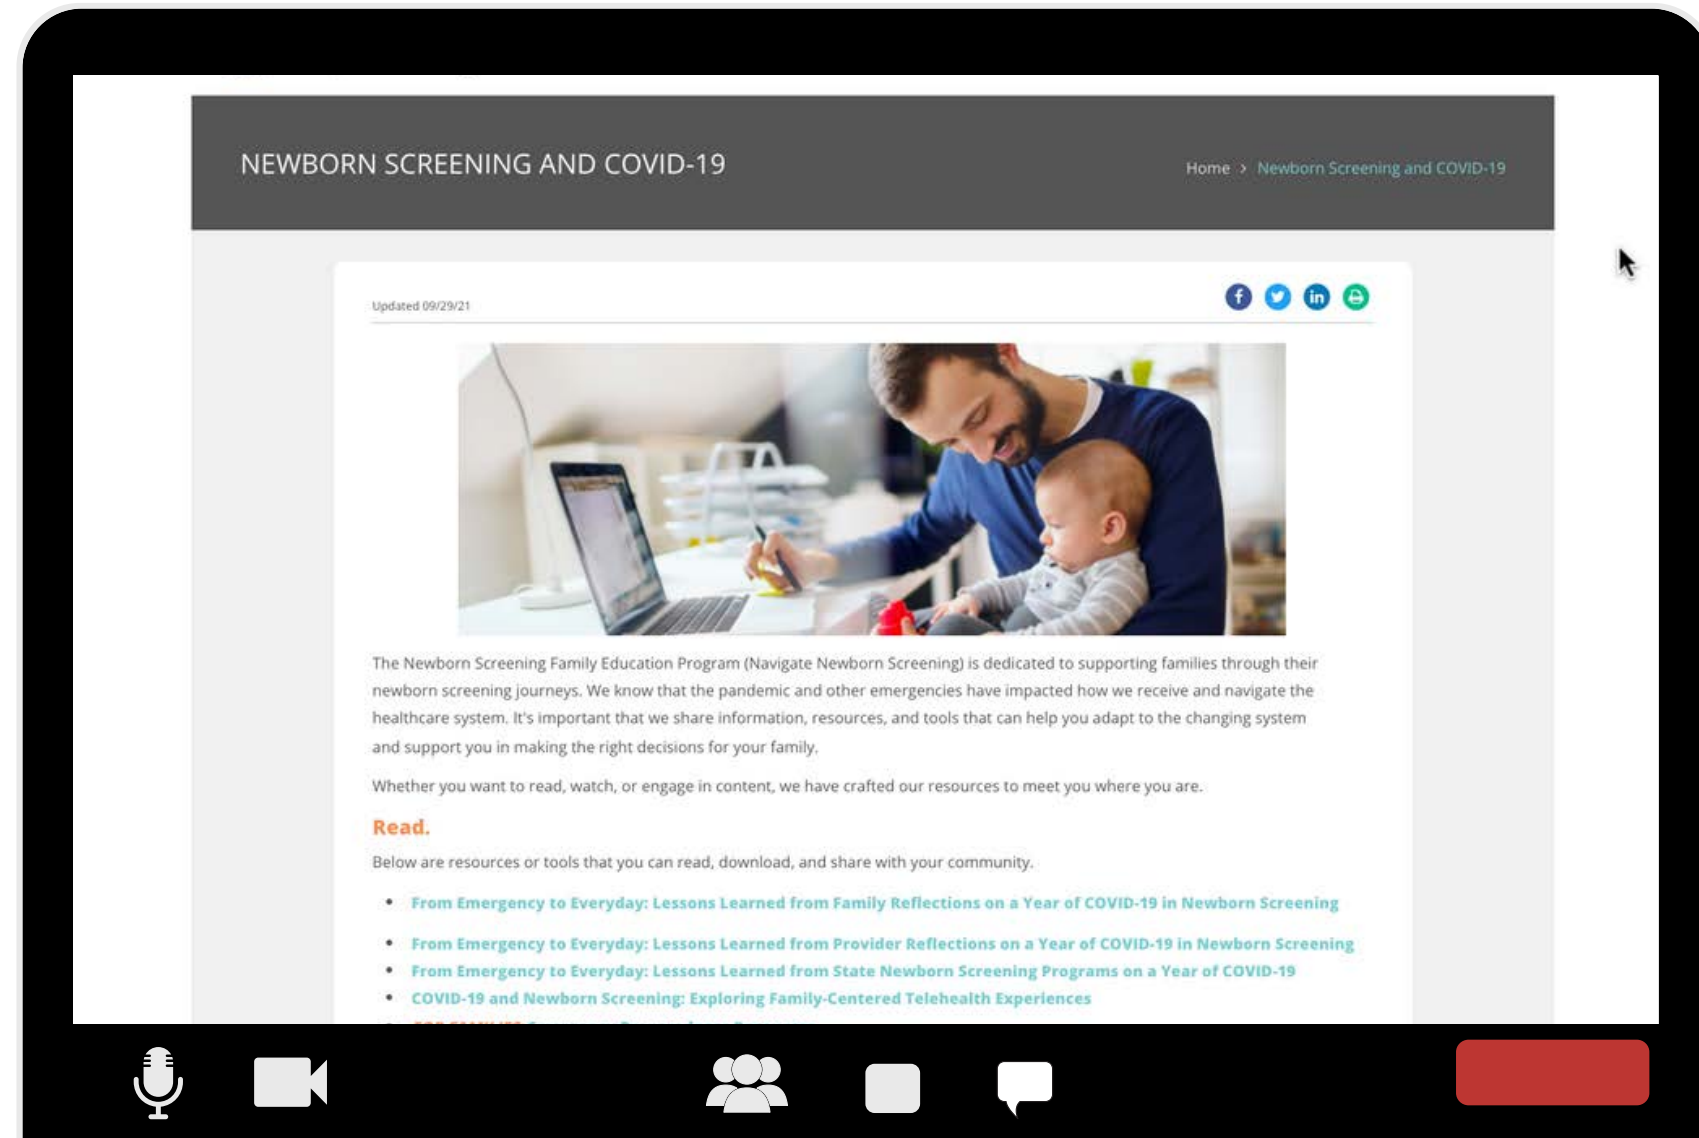 NEWBORN SCREENING AND COVID-19
Home > Newborn Screening and COVID-19
Updated 09/29/21
The Newborn Screening Family Education Program (Navigate Newborn Screening) is dedicated to supporting families through their
newborn screening journeys. We know that the pandemic and other emergencies have impacted how we receive and navigate the
healthcare system. It's important that we share information, resources, and tools that can help you adapt to the changing system
and support you in making the right decisions for your family.
Whether you want to read, watch, or engage in content, we have crafted our resources to meet you where you are.
Read.
Below are resources or tools that you can read, download, and share with your community.
• From Emergency to Everyday: Lessons Learned from Family Reflections on a Year of COVID-19 in Newborn Screening
• From Emergency to Everyday: Lessons Learned from Provider Reflections on a Year of COVID-19 in Newborn Screening
• From Emergency to Everyday: Lessons Learned from State Newborn Screening Programs on a Year of COVID-19
• COVID-19 and Newborn Screening: Exploring Family-Centered Telehealth Experiences